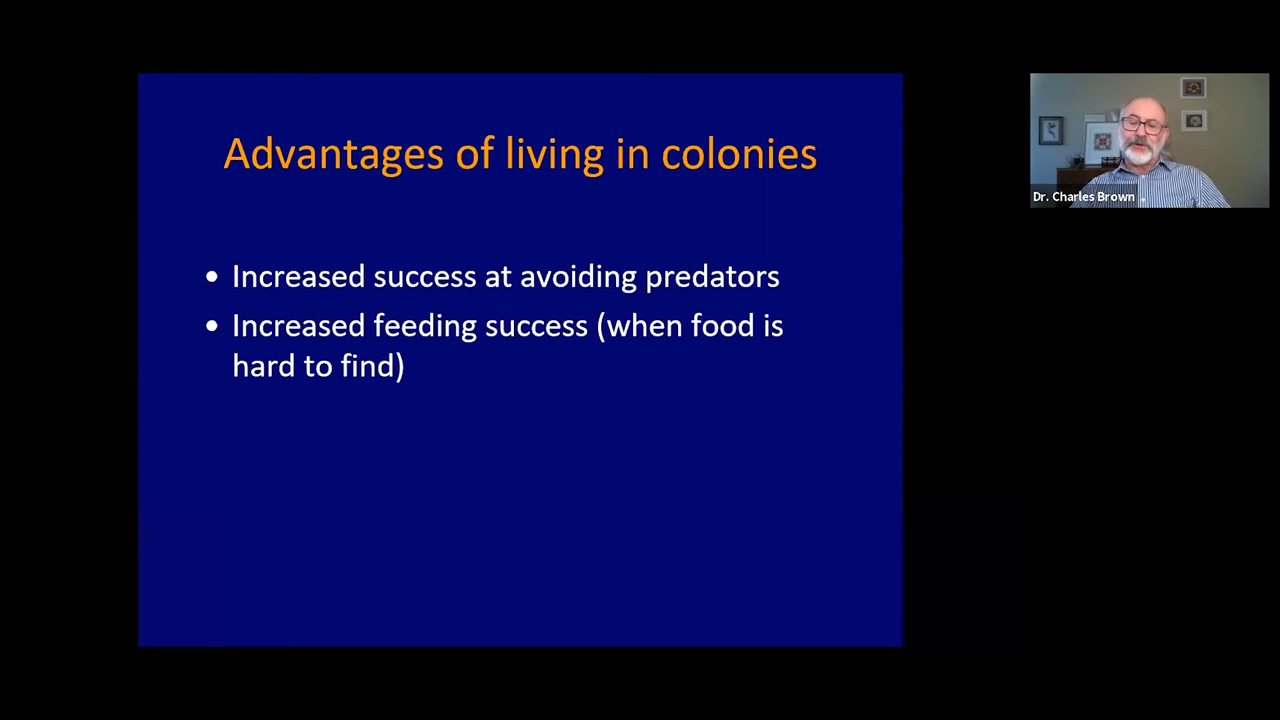 Advantages of living in colonies
• Increased success at avoiding predators
• Increased feeding success (when food is
hard to find)
Dr. Charles Brown